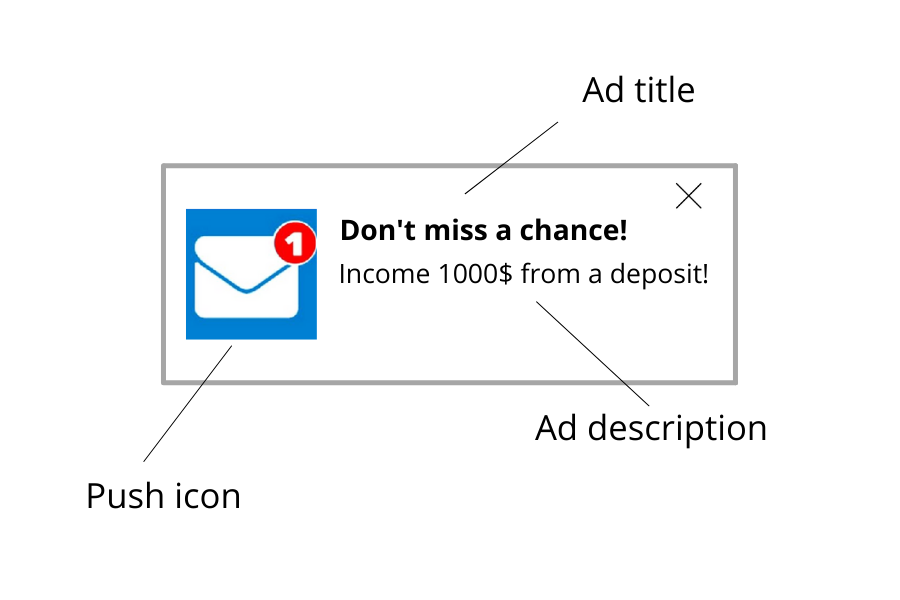 Ad title
Don't miss a chance!
1
Income 1000$ from a deposit!
Ad description
Push icon